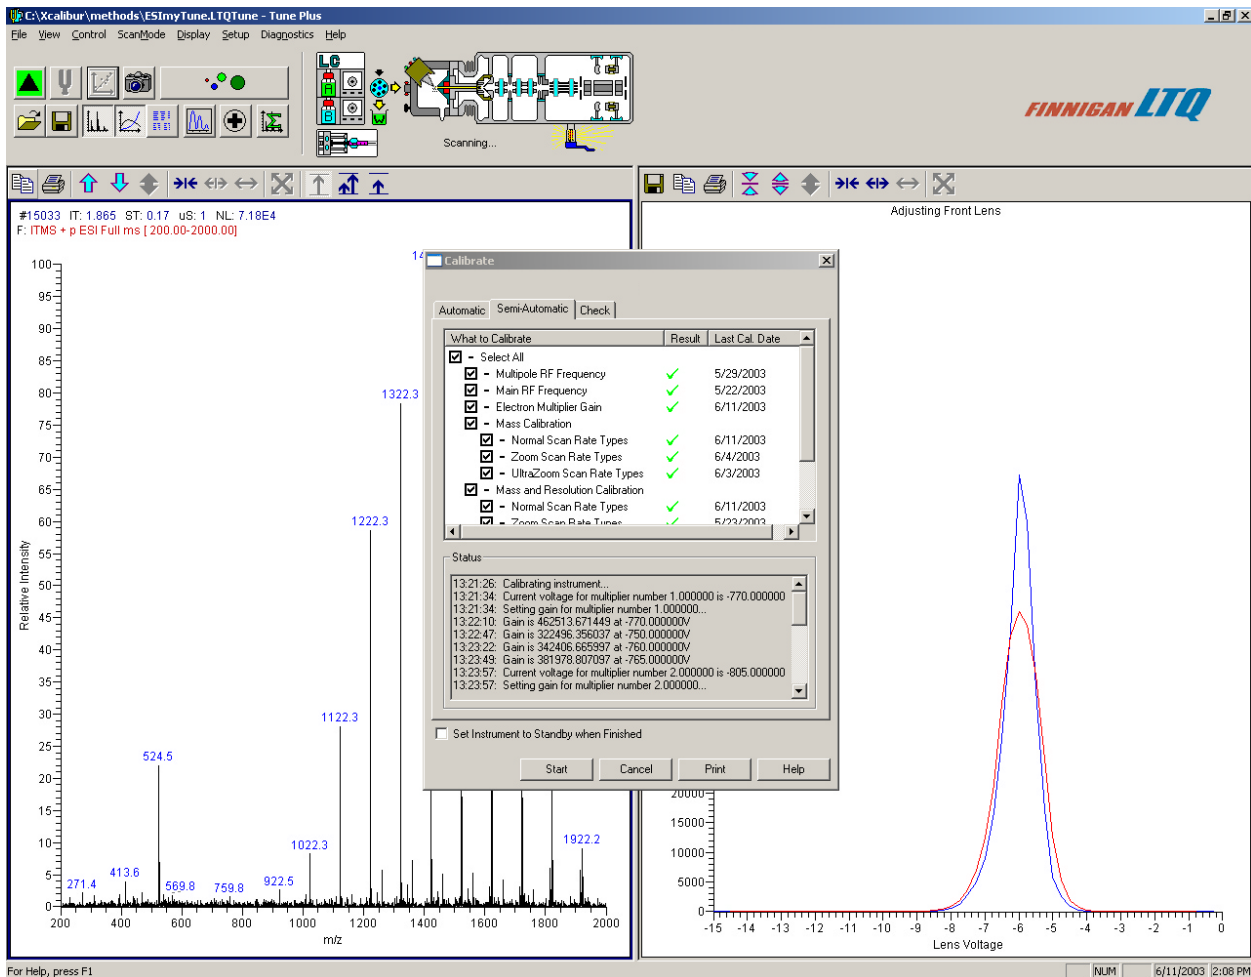 C:\Xcalibur\methods\ESImyTune.LTQTune - Tune Plus
File View Control ScanMode Display Setup Diagnostics Help
LC
A
B
Scanning...
FINNIGAN LTQ
#15033 IT: 1.865 ST: 0.17 uS: 1 NL: 7.18E4
F: ITMS + p ESI Full ms [ 200.00-2000.00]
Relative Intensity
100
95
90
85
80
75
70
65
60
55
50
45
40
35
30
25
20
15
10
5
0
1322.3
1222.3
1122.3
524.5
1022.3
1922.2
271.4
413.6
569.8
759.8
922.5
200 400 600 800 1000 1200 1400 1600 1800 2000
m/z
Calibrate
Automatic Semi-Automatic Check
What to Calibrate Result Last Cal. Date
- Select All
- Multipole RF Frequency 5/29/2003
- Main RF Frequency 5/22/2003
- Electron Multiplier Gain 6/11/2003
- Mass Calibration
- Normal Scan Rate Types 6/11/2003
- Zoom Scan Rate Types 6/4/2003
- UltraZoom Scan Rate Types 6/3/2003
- Mass and Resolution Calibration
- Normal Scan Rate Types 6/11/2003
- Zoom Scan Rate Types 5/23/2003
Status
13:21:26: Calibrating instrument...
13:21:34: Current voltage for multiplier number 1.000000 is -770.000000
13:21:34: Setting gain for multiplier number 1.000000...
13:22:10: Gain is 462513.671449 at -770.000000V
13:22:47: Gain is 322496.356037 at -750.000000V
13:23:22: Gain is 342406.665997 at -760.000000V
13:23:49: Gain is 381978.807097 at -765.000000V
13:23:57: Current voltage for multiplier number 2.000000 is -805.000000
13:23:57: Setting gain for multiplier number 2.000000...
Set Instrument to Standby when Finished
Start Cancel Print Help
Adjusting Front Lens
20000
15000
10000
5000
0
-15 -14 -13 -12 -11 -10 -9 -8 -7 -6 -5 -4 -3 -2 -1 0
Lens Voltage
For Help, press F1
NUM 6/11/2003 2:08 PM